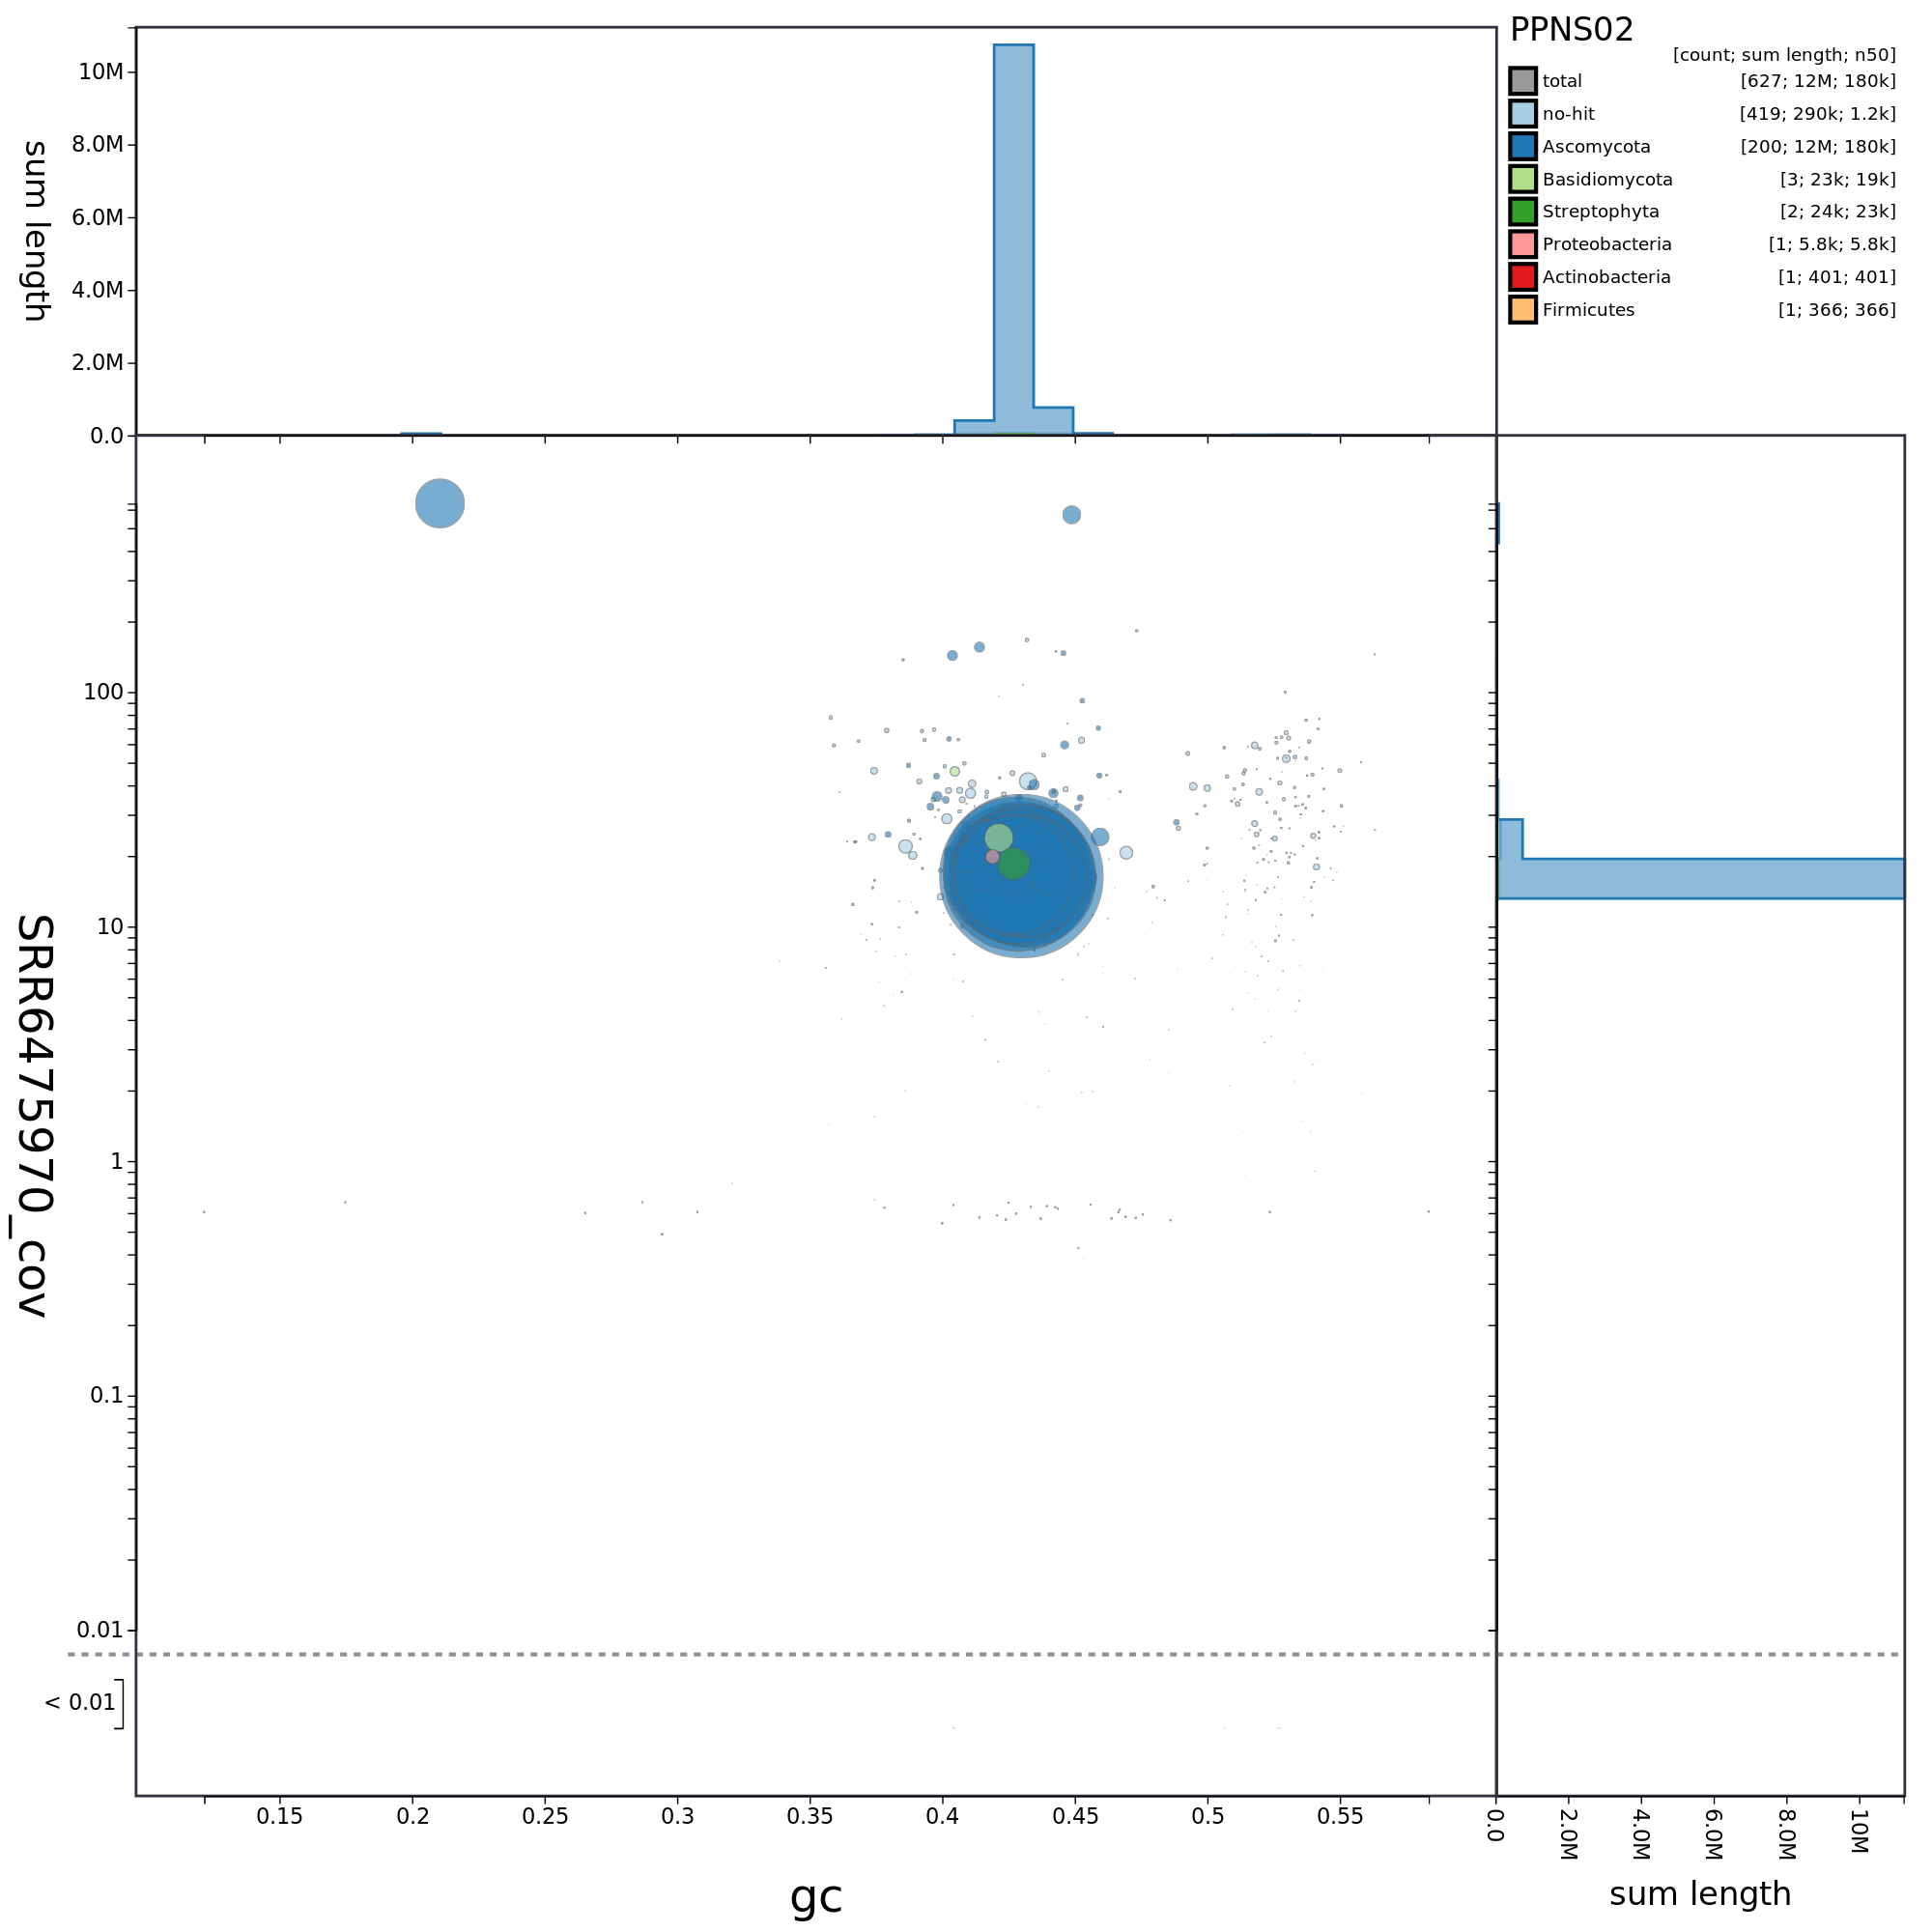 PPNS02
[count; sum length; n50]
total [627; 12M; 180k]
no-hit [419; 290k; 1.2k]
Ascomycota [200; 12M; 180k]
Basidiomycota [3; 23k; 19k]
Streptophyta [2; 24k; 23k]
Proteobacteria [1; 5.8k; 5.8k]
Actinobacteria [1; 401; 401]
Firmicutes [1; 366; 366]
sum length
10M
8.0M
6.0M
4.0M
2.0M
0.0
SRR6475970_cov
100
10
1
0.1
0.01
< 0.01
0.15 0.2 0.25 0.3 0.35 0.4 0.45 0.5 0.55
gc
0.0 2.0M 4.0M 6.0M 8.0M 10M
sum length